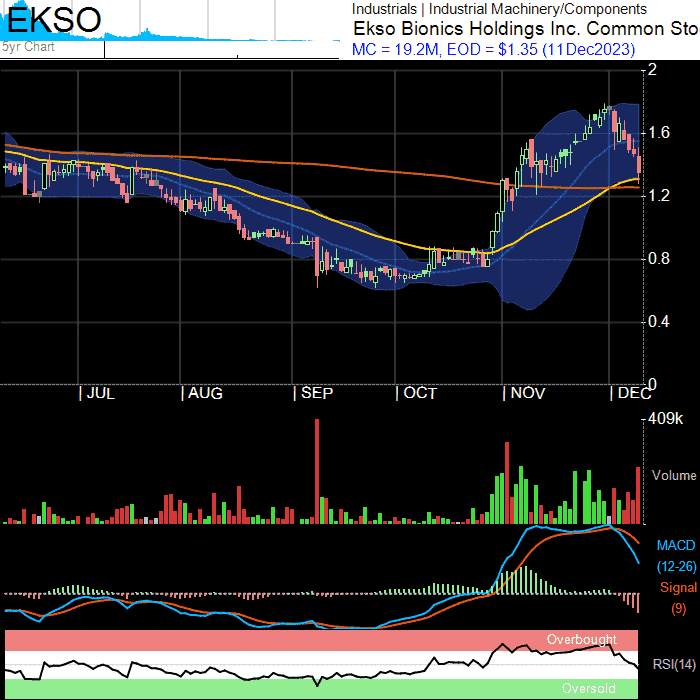 EKSO
5yr Chart
Industrials | Industrial Machinery/Components
Ekso Bionics Holdings Inc. Common Sto
MC = 19.2M, EOD = $1.35 (11Dec2023)
2
1.6
1.2
0.8
0.4
0
JUL AUG SEP OCT NOV DEC
409k
Volume
MACD
(12-26)
Signal
(9)
Overbought
RSI(14)
Oversold